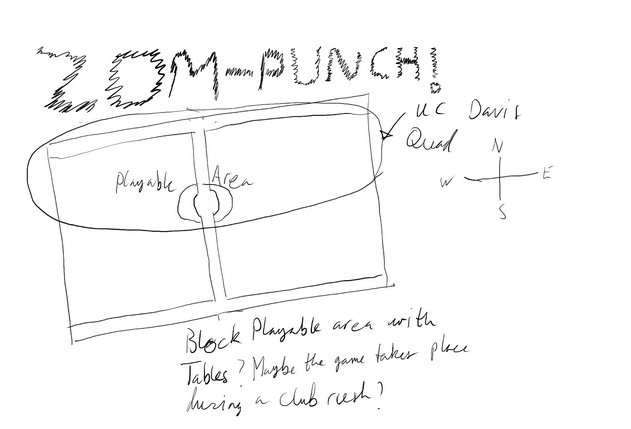 ZOM-PUNCH!
UC Davis
Quad
N
W E
S
Playable Area
Block Playable area with
Tables? Maybe the game takes place
during a club rush?